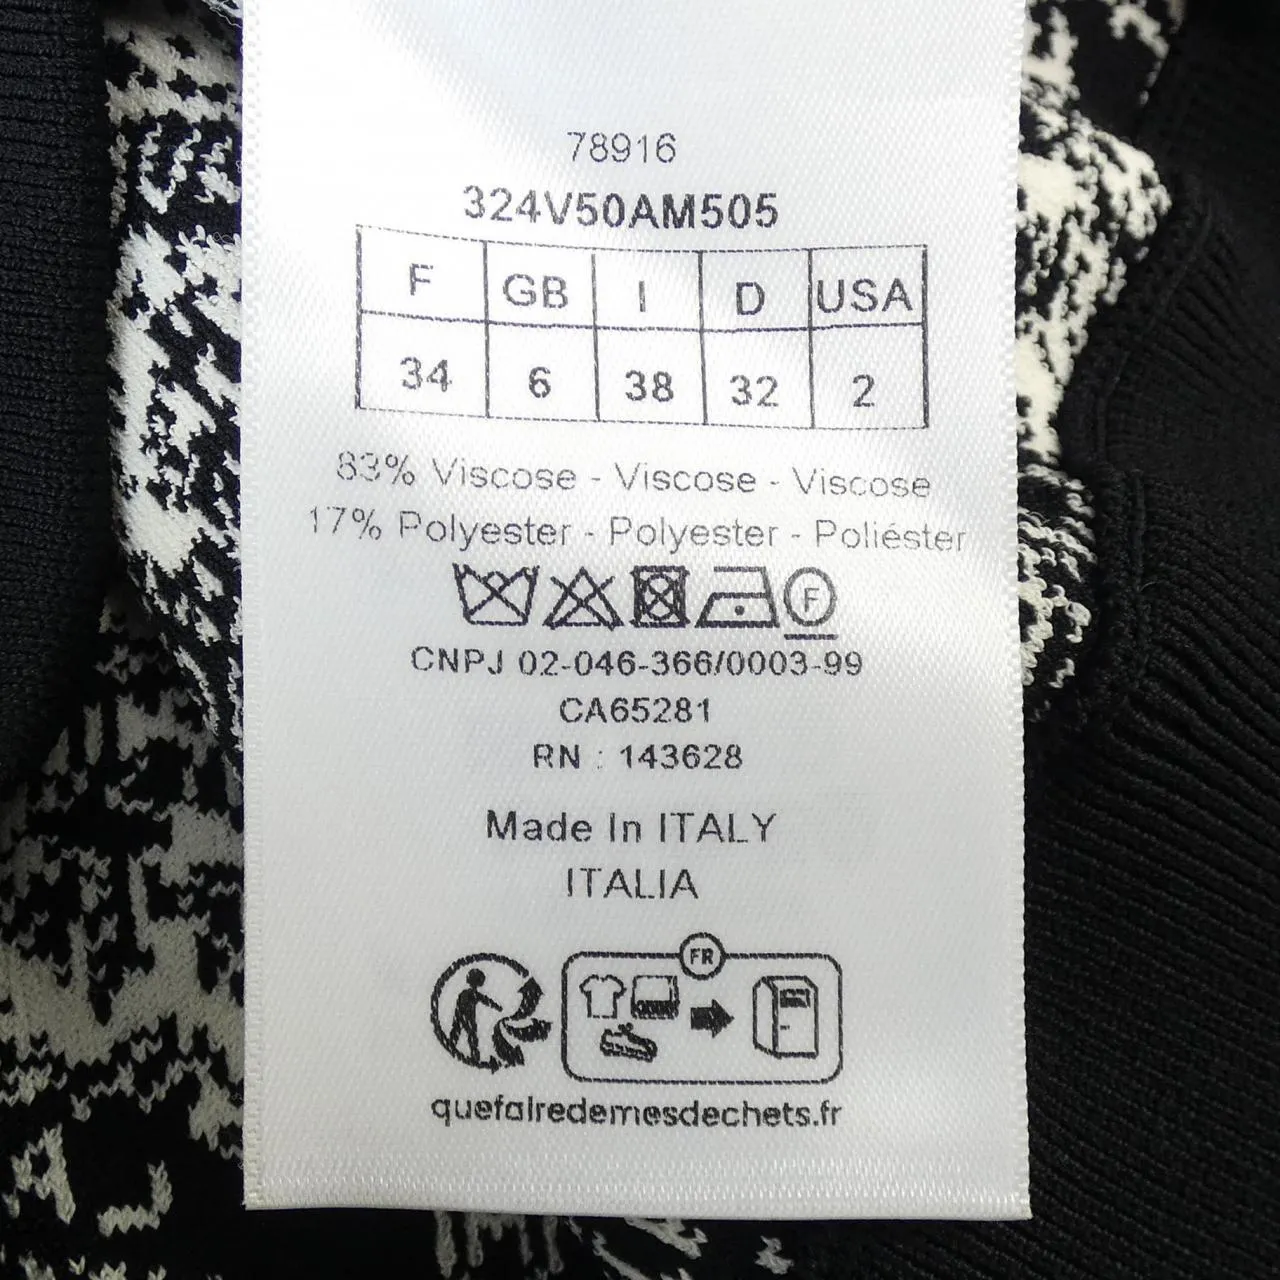 78916
324V50AM505
F GB I D USA
34 6 38 32 2
83% Viscose - Viscose - Viscose
17% Polyester - Polyester - Poliéster
F
CNPJ 02-046-366/0003-99
CA65281
RN : 143628
Made In ITALY
ITALIA
FR
quefairedemesdechets.fr